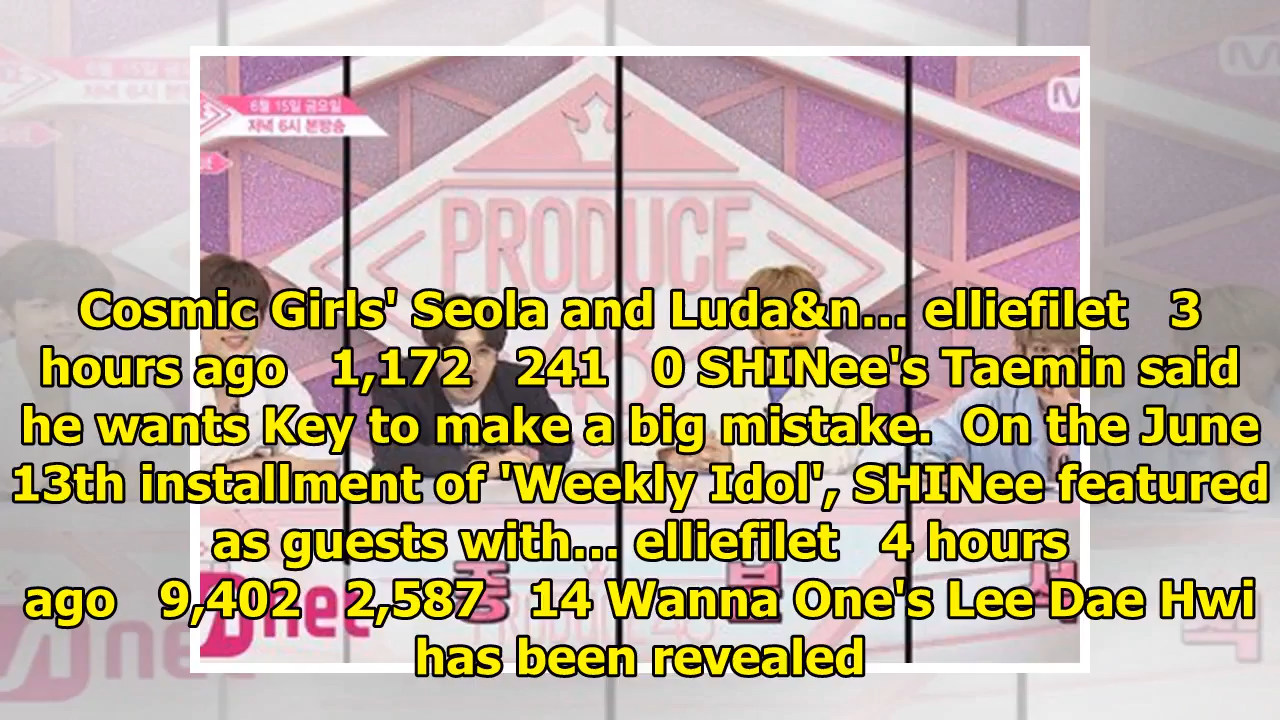 6월 15일 금요일
저녁 6시 본방송
PRODUCE
48
Cosmic Girls' Seola and Luda&n... elliefilet 3
hours ago 1,172 241 0 SHINee's Taemin said
he wants Key to make a big mistake. On the June
13th installment of 'Weekly Idol', SHINee featured
as guests with... elliefilet 4 hours
ago 9,402 2,587 14 Wanna One's Lee Dae Hwi
has been revealed
Mnet